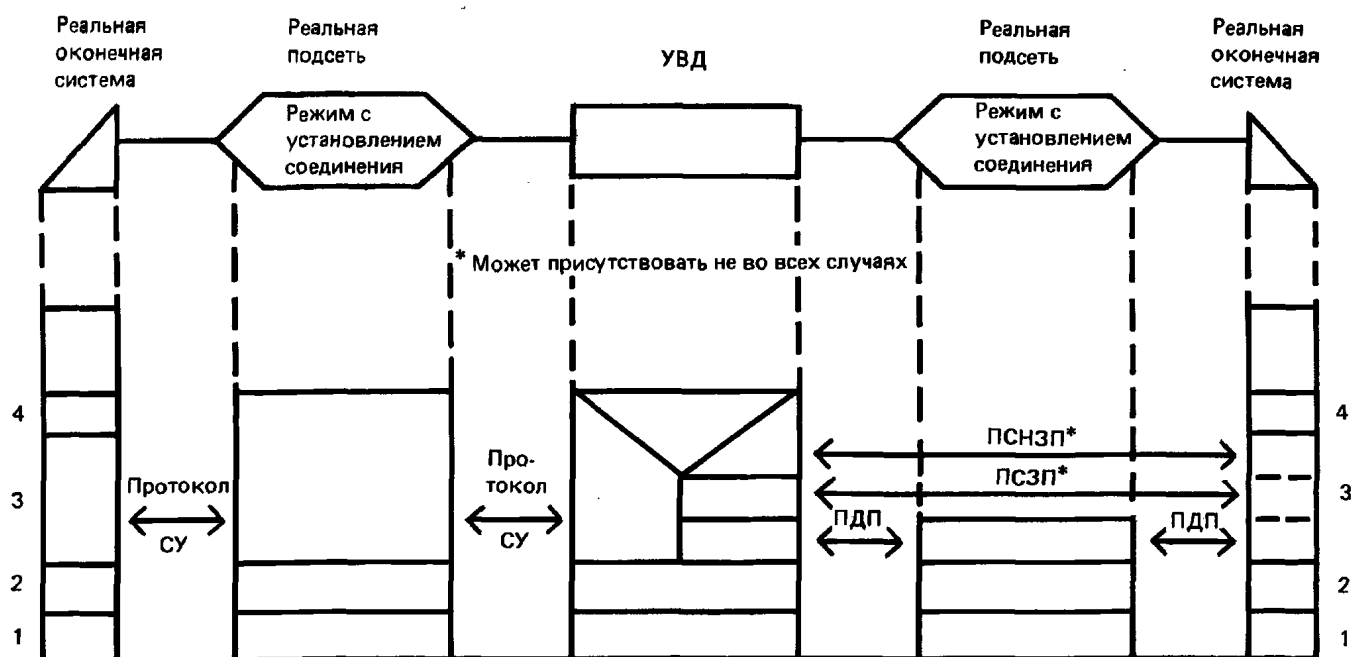 Реальная
оконечная
система
Реальная
подсеть
УВД
Реальная
подсеть
Реальная
оконечная
система
Режим с
установлением
соединения
Режим с
установлением
соединения
* Может присутствовать не во всех случаях
4
4
ПСНЗП*
Про-
токол
ПСЗП*
3
Протокол
3
ПДП
ПДП
СУ
СУ
2
2
1
1